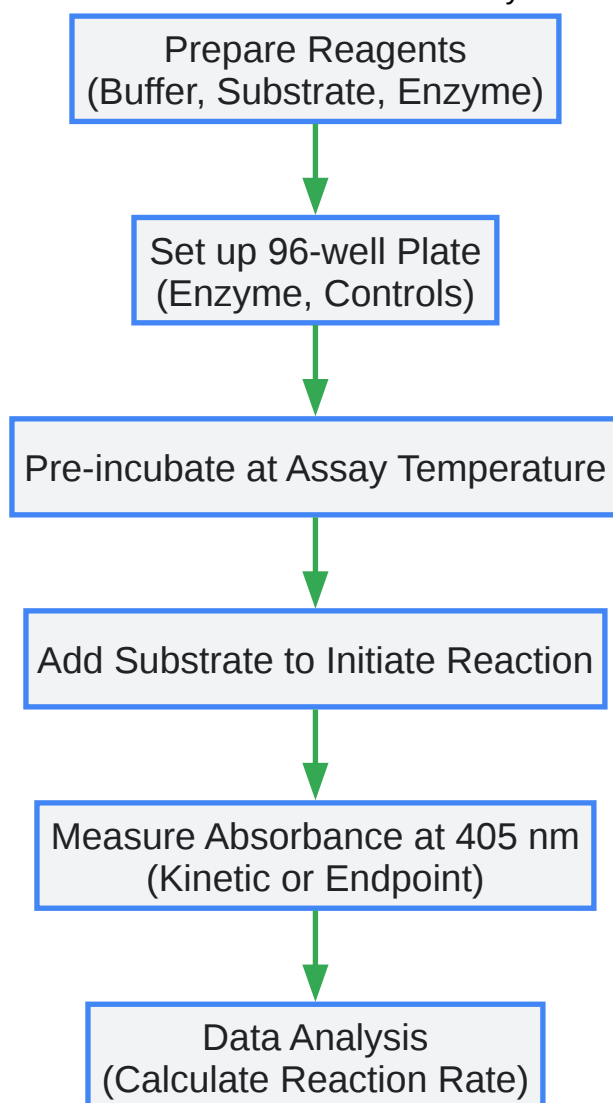 Prepare Reagents
(Buffer, Substrate, Enzyme)
Set up 96-well Plate
(Enzyme, Controls)
Pre-incubate at Assay Temperature
Add Substrate to Initiate Reaction
Measure Absorbance at 405 nm
(Kinetic or Endpoint)
Data Analysis
(Calculate Reaction Rate)